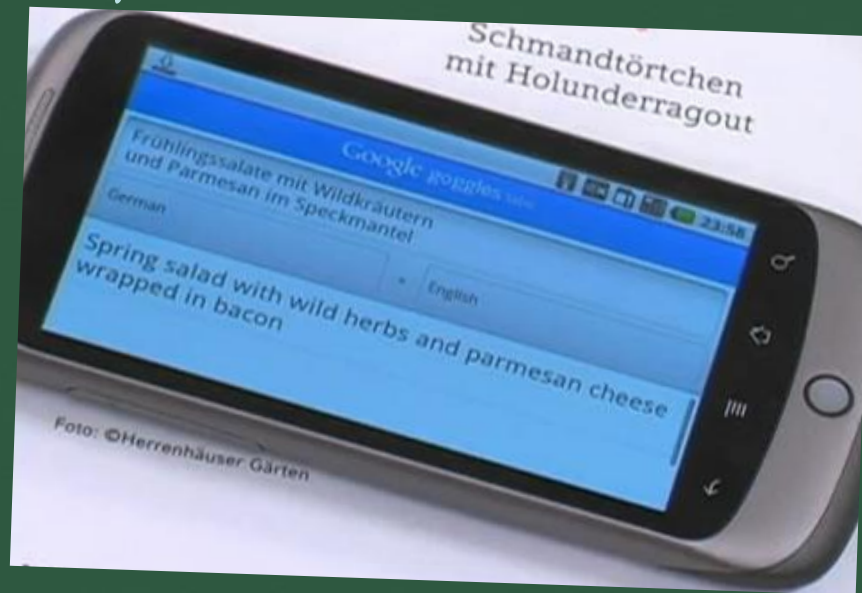 Schmandtörtchen
mit Holunderragout
23:58
Google goggles labs
Frühlingssalate mit Wildkräutern
und Parmesan im Speckmantel
German
English
Spring salad with wild herbs and parmesan cheese
wrapped in bacon
Foto: ©Herrenhäuser Gärten